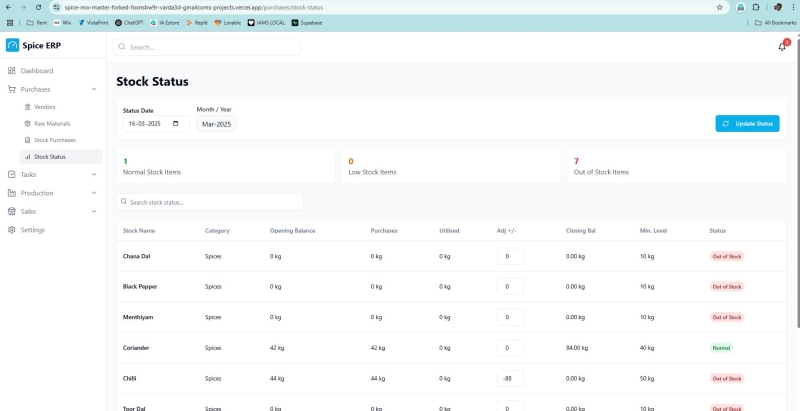 spice-mix-master-forked-foxnsbw9r-varda3d-gmailcoms-projects.vercel.app/purchases/stock-status
Rent
Wix
VistaPrint
ChatGPT
IA Estore
Replit
Lovable
IAMS LOCAL
Supabase
All Bookmarks
Spice ERP
Search...
1
Dashboard
Purchases
Vendors
Raw Materials
Stock Purchases
Stock Status
Tasks
Production
Sales
Settings
Stock Status
Status Date
Month / Year
16-03-2025
Mar-2025
Update Status
1
Normal Stock Items
0
Low Stock Items
7
Out of Stock Items
Search stock status...
Stock Name Category Opening Balance Purchases Utilised Adj +/- Closing Bal Min. Level Status
Chana Dal Spices 0 kg 0 kg 0 kg 0 0.00 kg 10 kg Out of Stock
Black Pepper Spices 0 kg 0 kg 0 kg 0 0.00 kg 10 kg Out of Stock
Menthiyam Spices 0 kg 0 kg 0 kg 0 0.00 kg 10 kg Out of Stock
Coriander Spices 42 kg 42 kg 0 kg 0 84.00 kg 40 kg Normal
Chilli Spices 44 kg 44 kg 0 kg -88 0.00 kg 50 kg Out of Stock
Toor Dal Spices 0 kg 0 kg 0 kg 0 0.00 kg 10 kg Out of Stock